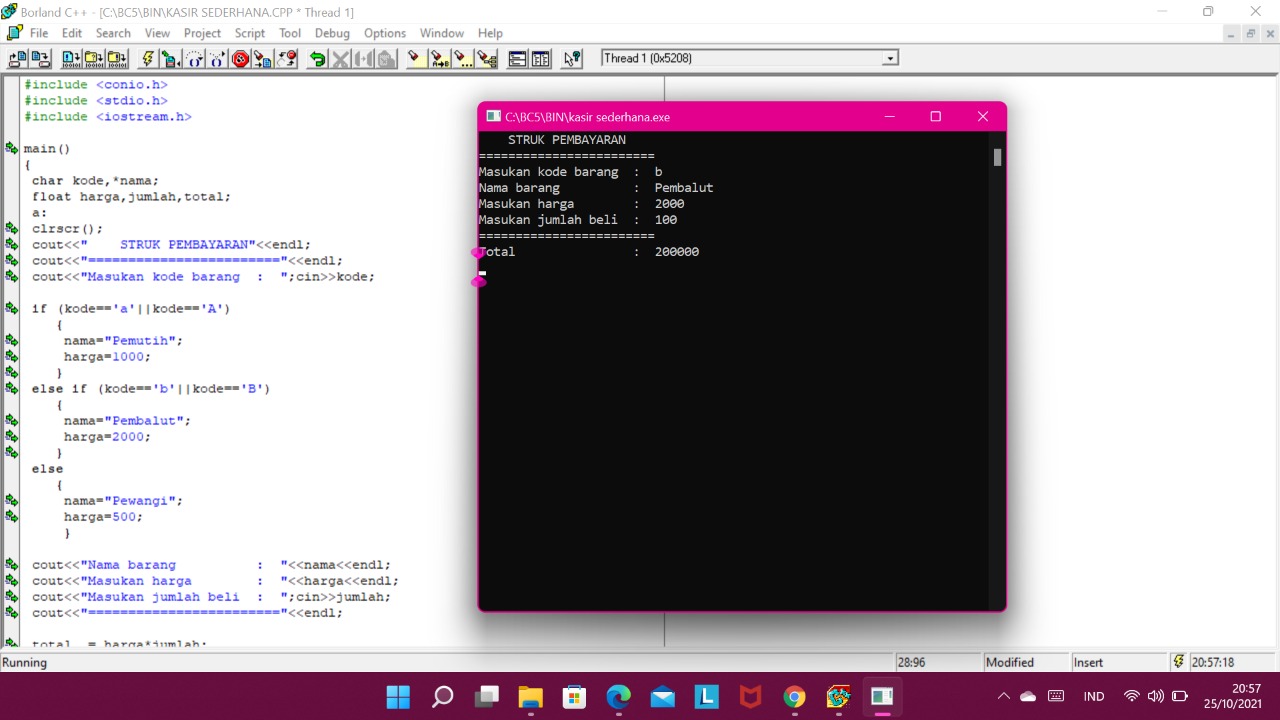 Borland C++ - [C:\BC5\BIN\KASIR SEDERHANA.CPP * Thread 1]
File Edit Search View Project Script Tool Debug Options Window Help
Thread 1 (0x5208)
#include <conio.h>
#include <stdio.h>
#include <iostream.h>
main()
{
char kode,*nama;
float harga,jumlah,total;
a:
clrscr();
cout<<"    STRUK PEMBAYARAN"<<endl;
cout<<"========================"<<endl;
cout<<"Masukan kode barang  :  ";cin>>kode;
if (kode=='a'||kode=='A')
{
nama="Pemutih";
harga=1000;
}
else if (kode=='b'||kode=='B')
{
nama="Pembalut";
harga=2000;
}
else
{
nama="Pewangi";
harga=500;
}
cout<<"Nama barang          :  "<<nama<<endl;
cout<<"Masukan harga        :  "<<harga<<endl;
cout<<"Masukan jumlah beli  :  ";cin>>jumlah;
cout<<"========================"<<endl;
total  = harga*jumlah;
C:\BC5\BIN\kasir sederhana.exe
STRUK PEMBAYARAN
========================
Masukan kode barang  :  b
Nama barang          :  Pembalut
Masukan harga        :  2000
Masukan jumlah beli  :  100
========================
Total                :  200000
Running
28:96
Modified
Insert
20:57:18
IND
20:57
25/10/2021